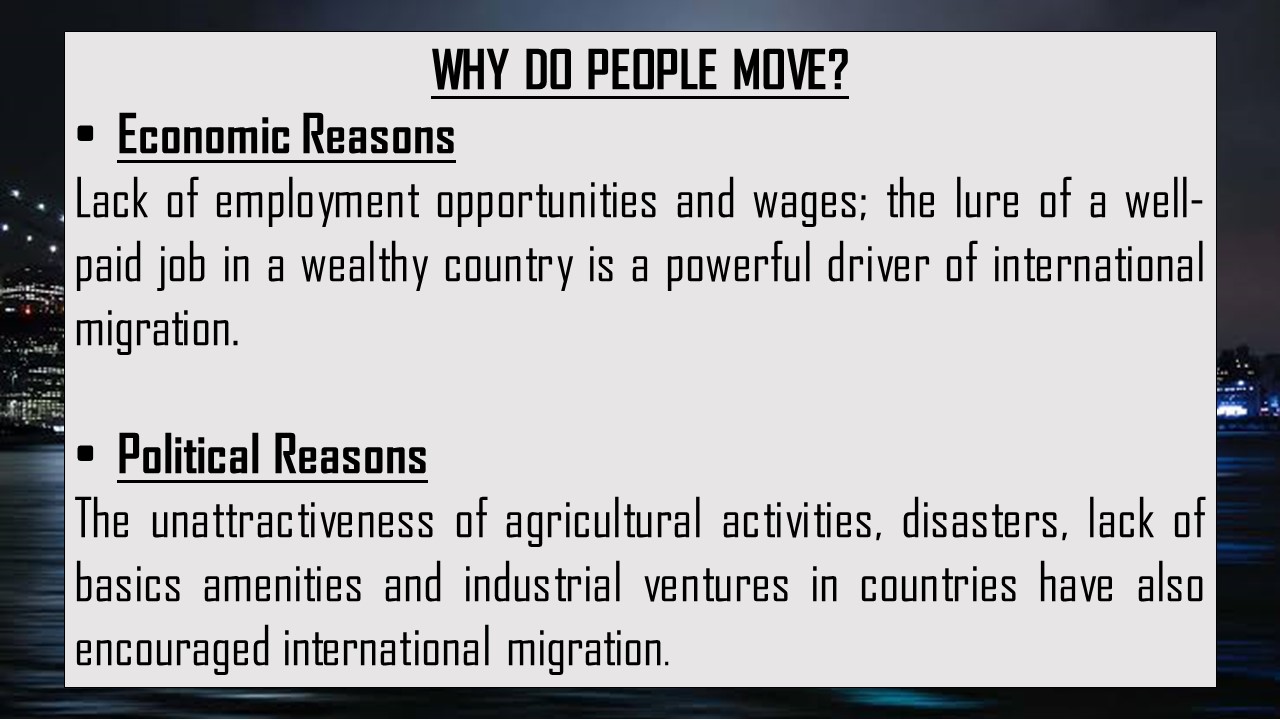 WHY DO PEOPLE MOVE?
• Economic Reasons
Lack of employment opportunities and wages; the lure of a well-
paid job in a wealthy country is a powerful driver of international
migration.
• Political Reasons
The unattractiveness of agricultural activities, disasters, lack of
basics amenities and industrial ventures in countries have also
encouraged international migration.